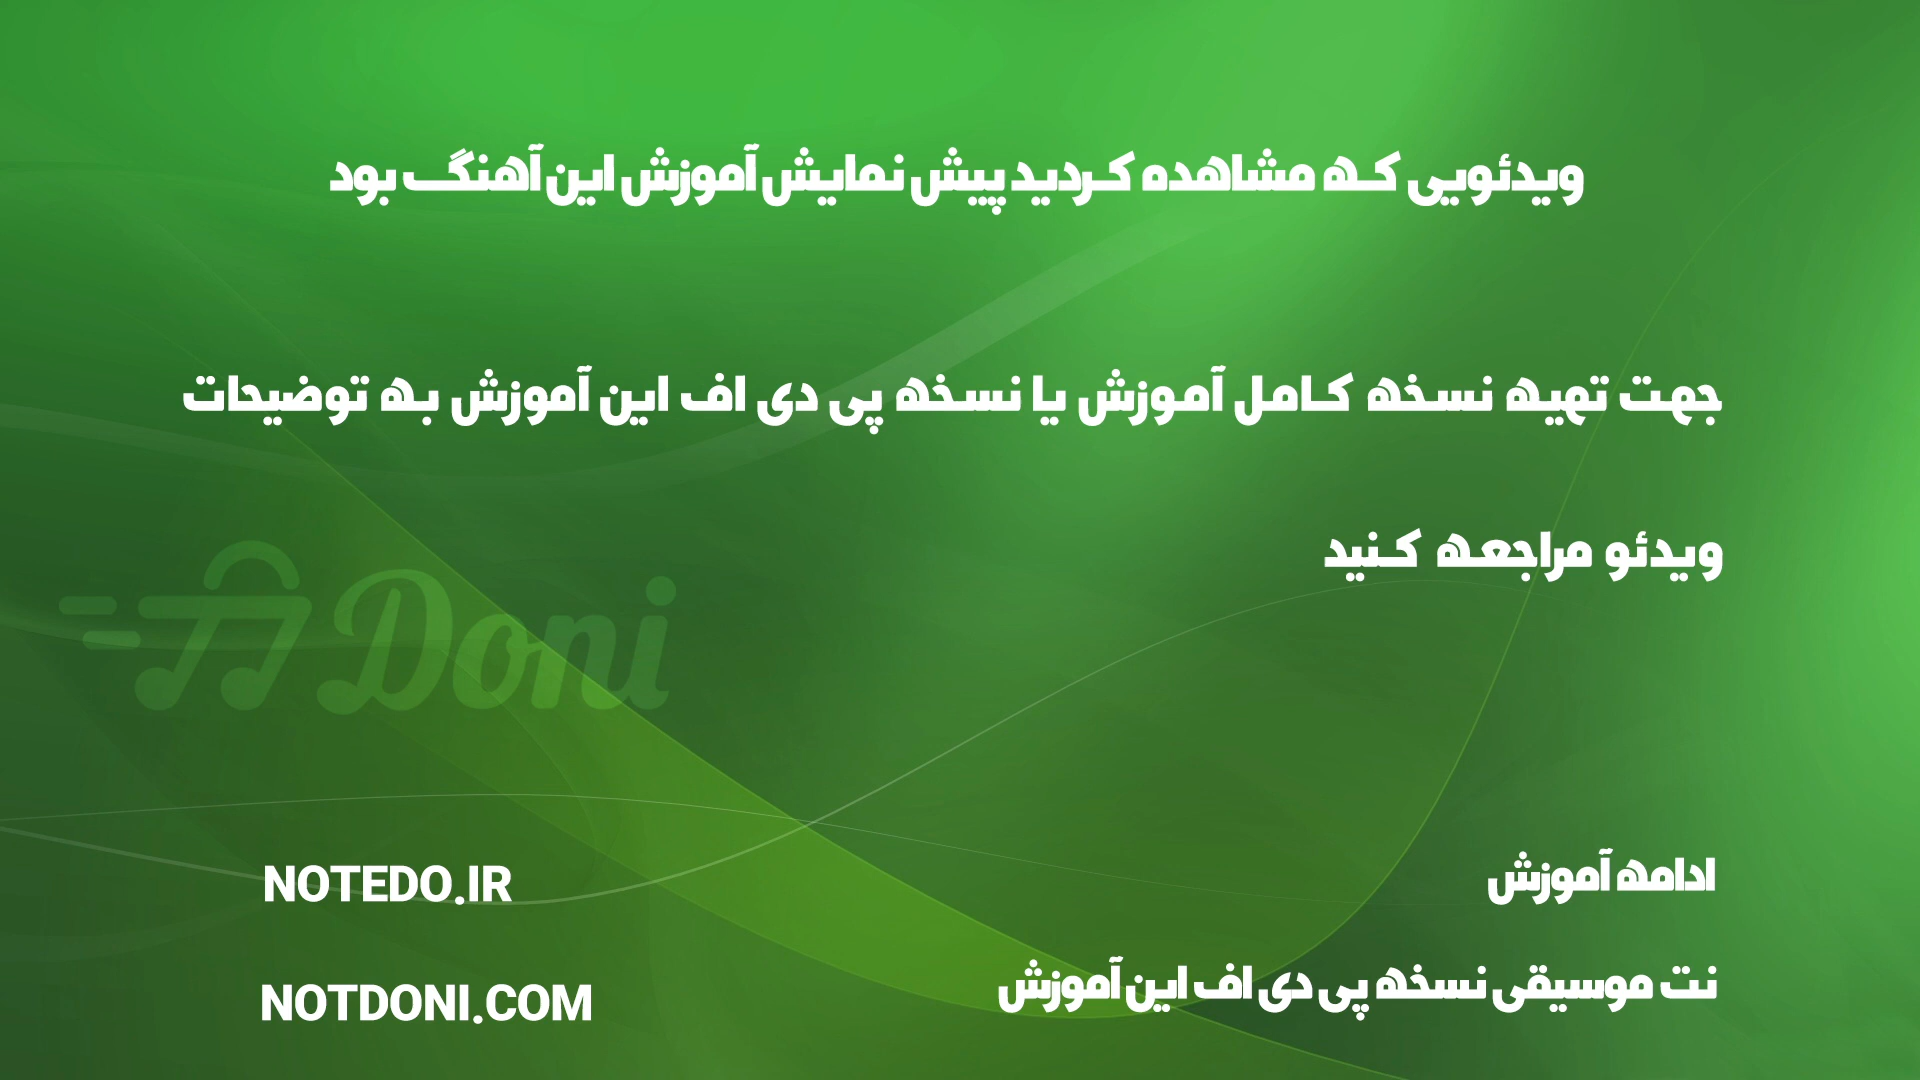 ویدئویی که مشاهده کردید پیش نمایش آموزش این آهنگ بود
جهت تهیه نسخه کامل آموزش یا نسخه پی دی اف این آموزش به توضیحات
ویدئو مراجعه کنید
Doni
ادامه آموزش
NOTEDO.IR
نت موسیقی نسخه پی دی اف این آموزش
NOTDONI.COM